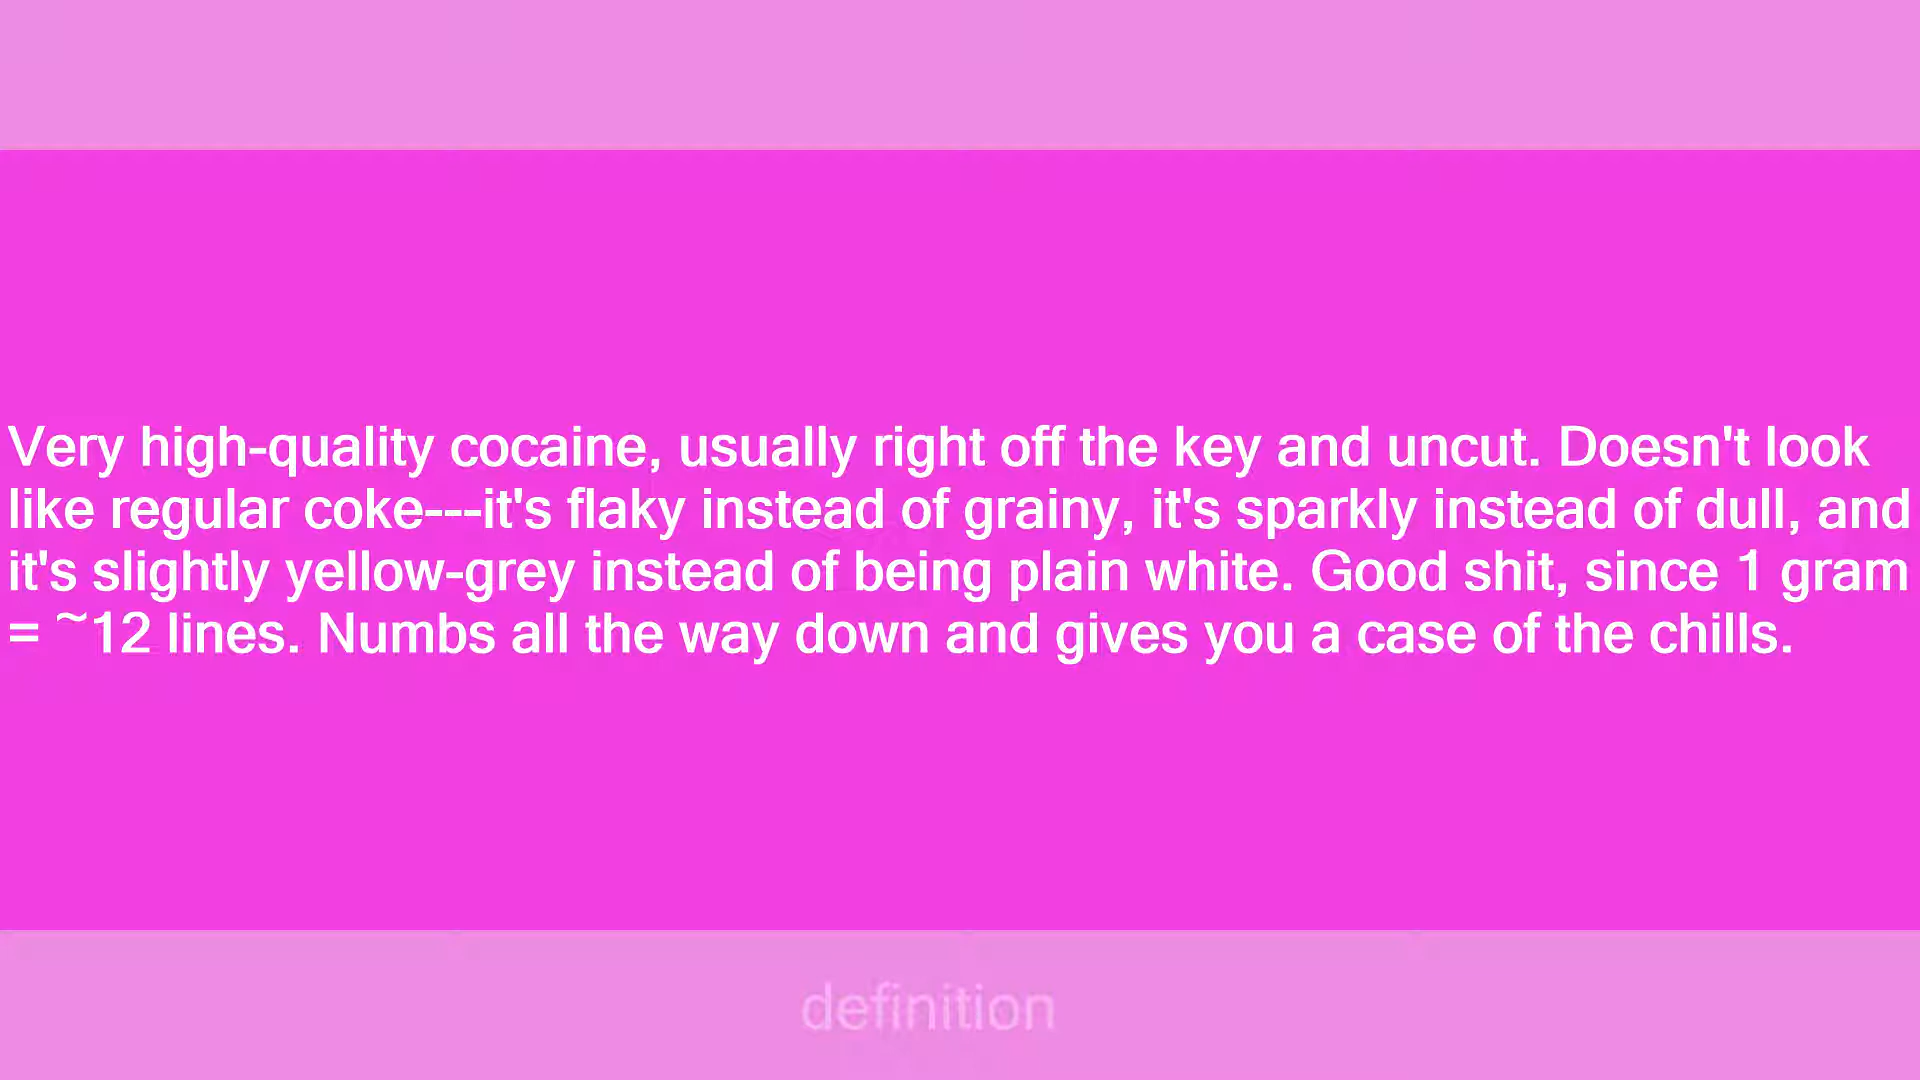 Very high-quality cocaine, usually right off the key and uncut. Doesn't look
like regular coke---it's flaky instead of grainy, it's sparkly instead of dull, and
it's slightly yellow-grey instead of being plain white. Good shit, since 1 gram
= ~12 lines. Numbs all the way down and gives you a case of the chills.
definition